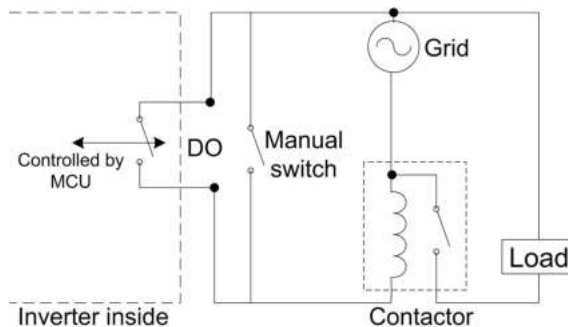 Grid
DO
Manual
switch
Controlled by
MCU
Load
Inverter inside
Contactor